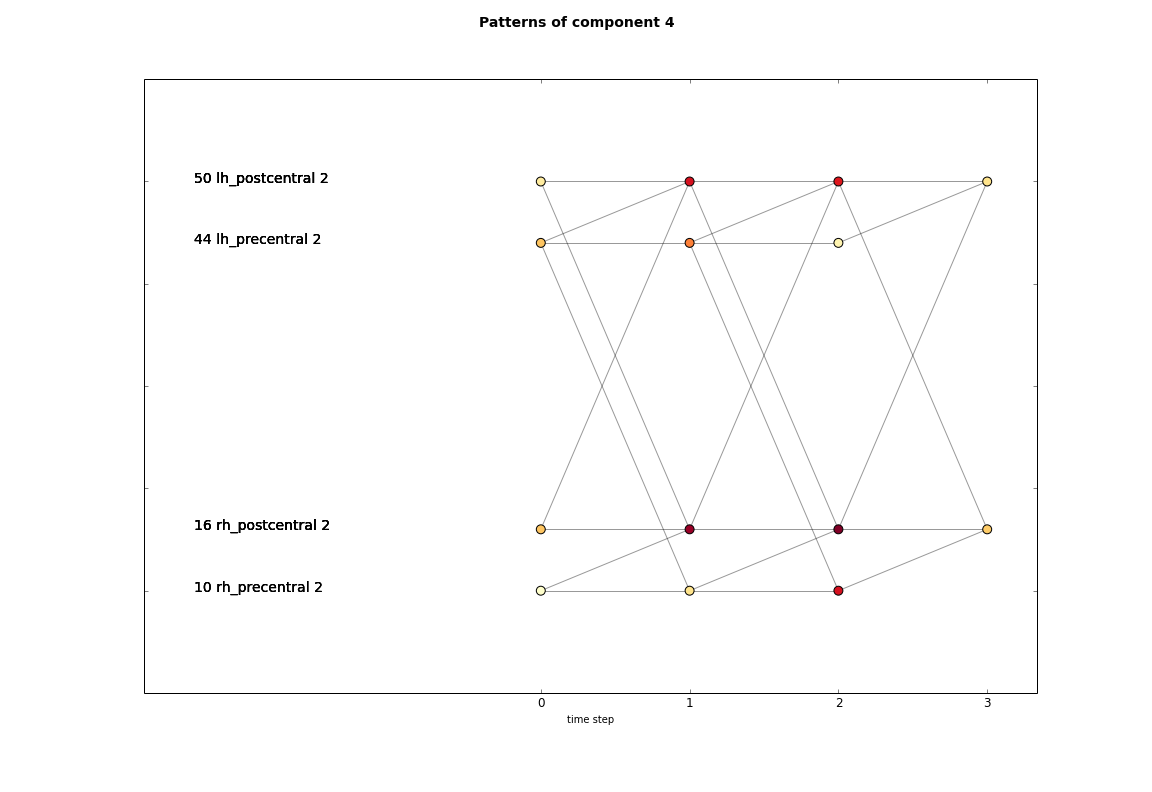 Patterns of component 4
50 lh_postcentral 2
44 lh_precentral 2
16 rh_postcentral 2
10 rh_precentral 2
0 1 2 3
time step